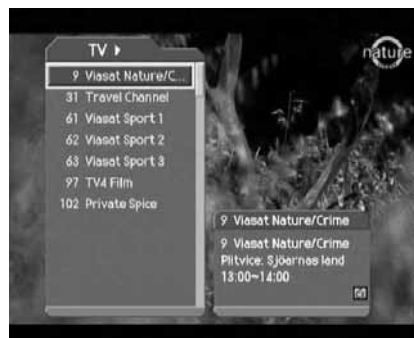 TV
nature
9 Viasat Nature/C...
31 Travel Channel
61 Viasat Sport 1
62 Viasat Sport 2
63 Viasat Sport 3
97 TV4 Film
102 Private Spice
9 Viasat Nature/Crime
9 Viasat Nature/Crime
Plitvice: Sjöarnas land
13:00~14:00